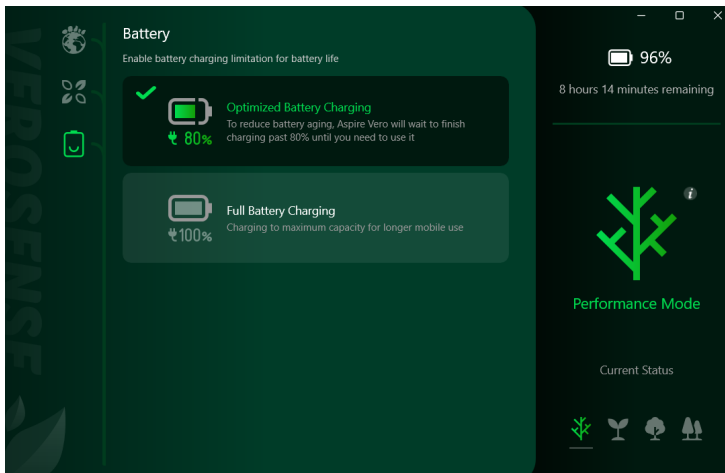 VEROSENSE
Battery
Enable battery charging limitation for battery life
Optimized Battery Charging
To reduce battery aging, Aspire Vero will wait to finish
charging past 80% until you need to use it
80%
Full Battery Charging
Charging to maximum capacity for longer mobile use
100%
96%
8 hours 14 minutes remaining
i
Performance Mode
Current Status